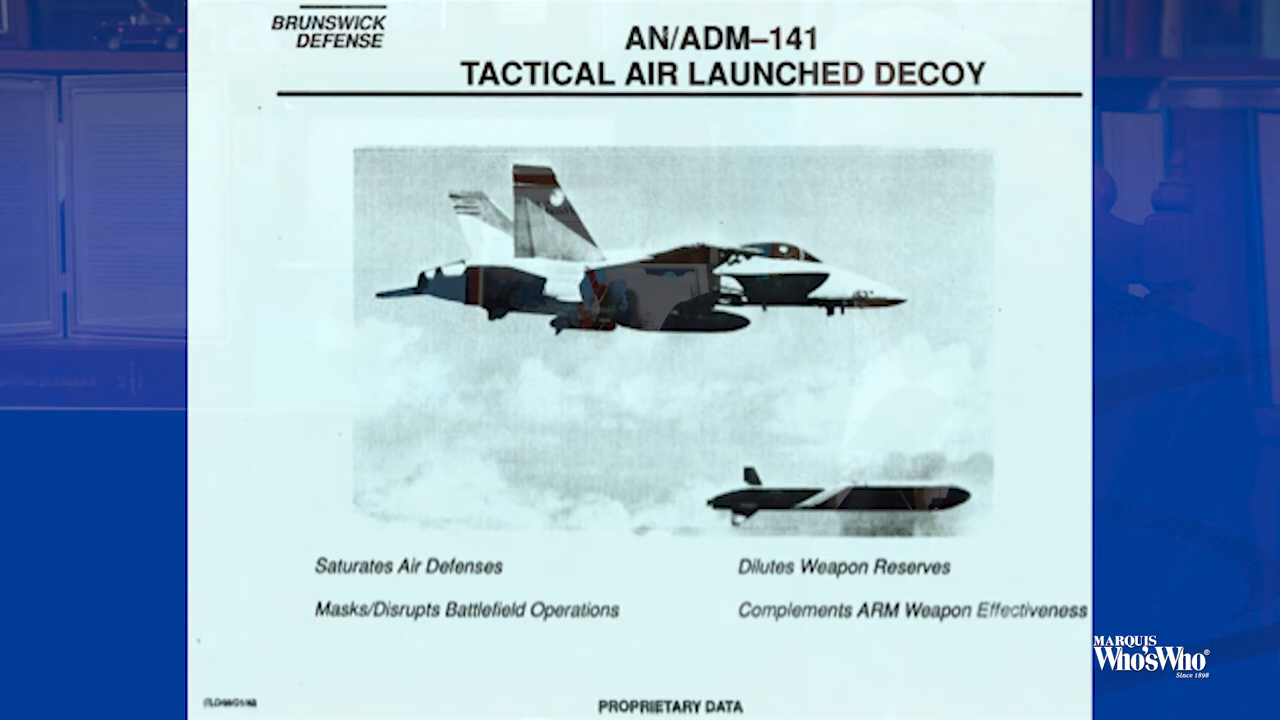 BRUNSWICK
DEFENSE
AN/ADM–141
TACTICAL AIR LAUNCHED DECOY
Saturates Air Defenses
Dilutes Weapon Reserves
Masks/Disrupts Battlefield Operations
Complements ARM Weapon Effectiveness
MARQUIS
Who'sWho®
Since 1898
PROPRIETARY DATA